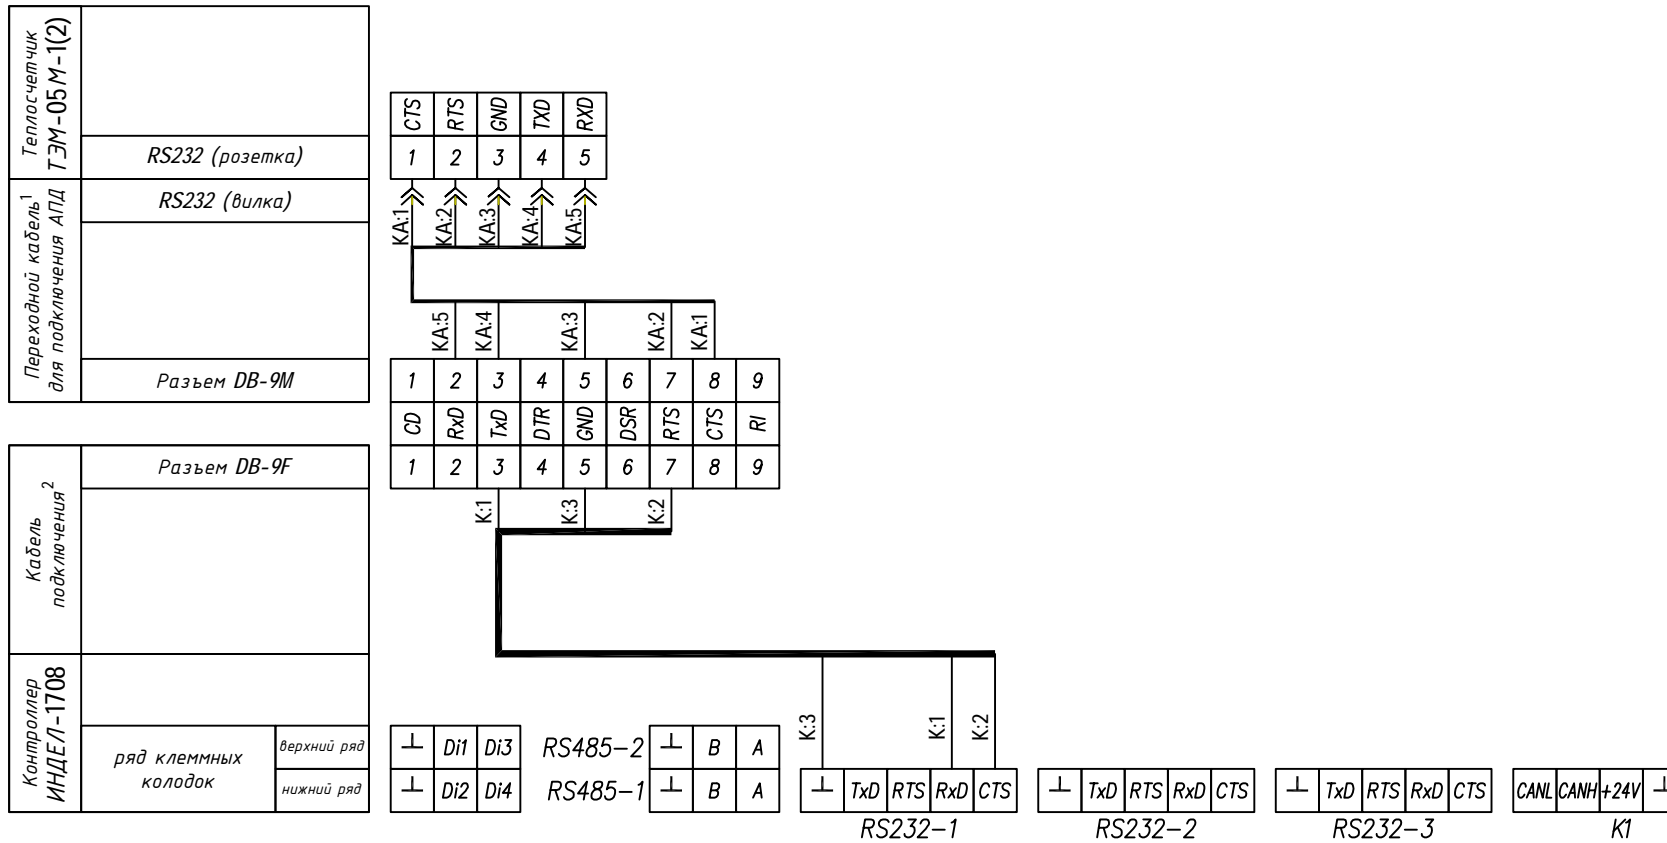 Теплосчетчик
ТЭМ-05М-1(2)
RS232 (розетка)
CTS RTS GND TXD RXD
1 2 3 4 5
Переходной кабель1
для подключения АПД
RS232 (вилка)
KA:1 KA:2 KA:3 KA:4 KA:5
KA:5 KA:4 KA:3 KA:2 KA:1
Разъем DB-9M
1 2 3 4 5 6 7 8 9
CD RxD TxD DTR GND DSR RTS CTS RI
Кабель
подключения2
Разъем DB-9F
1 2 3 4 5 6 7 8 9
K:1 K:3 K:2
Контроллер
ИНДЕЛ-1708
ряд клеммных
колодок
верхний ряд
нижний ряд
K:3 K:1 K:2
⊥ Di1 Di3 RS485-2 ⊥ B A
⊥ Di2 Di4 RS485-1 ⊥ B A
⊥ TxD RTS RxD CTS
RS232-1
⊥ TxD RTS RxD CTS
RS232-2
⊥ TxD RTS RxD CTS
RS232-3
CANL CANH +24V ⊥
K1